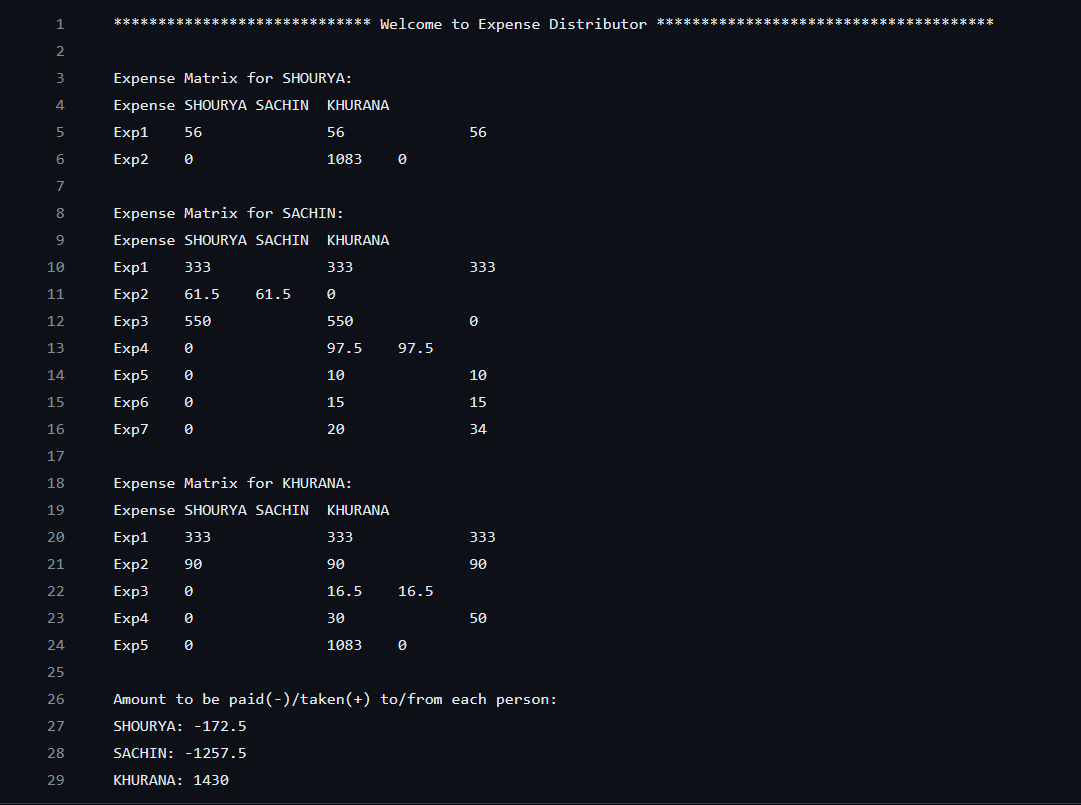 1 ***************************** Welcome to Expense Distributor **************************************
2
3 Expense Matrix for SHOURYA:
4 Expense SHOURYA SACHIN  KHURANA
5 Exp1    56              56              56
6 Exp2    0               1083    0
7
8 Expense Matrix for SACHIN:
9 Expense SHOURYA SACHIN  KHURANA
10 Exp1    333             333             333
11 Exp2    61.5    61.5    0
12 Exp3    550             550             0
13 Exp4    0               97.5    97.5
14 Exp5    0               10              10
15 Exp6    0               15              15
16 Exp7    0               20              34
17
18 Expense Matrix for KHURANA:
19 Expense SHOURYA SACHIN  KHURANA
20 Exp1    333             333             333
21 Exp2    90              90              90
22 Exp3    0               16.5    16.5
23 Exp4    0               30              50
24 Exp5    0               1083    0
25
26 Amount to be paid(-)/taken(+) to/from each person:
27 SHOURYA: -172.5
28 SACHIN: -1257.5
29 KHURANA: 1430